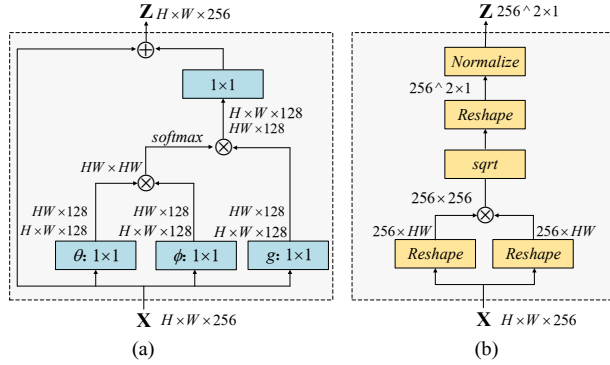 Z H×W×256
1×1
H×W×128
HW×128
softmax
HW×HW
HW×128
H×W×128
HW×128
H×W×128
HW×128
H×W×128
θ: 1×1
ϕ: 1×1
g: 1×1
X H×W×256
(a)
Z 256^2×1
Normalize
256^2×1
Reshape
sqrt
256×256
256×HW
256×HW
Reshape
Reshape
X H×W×256
(b)